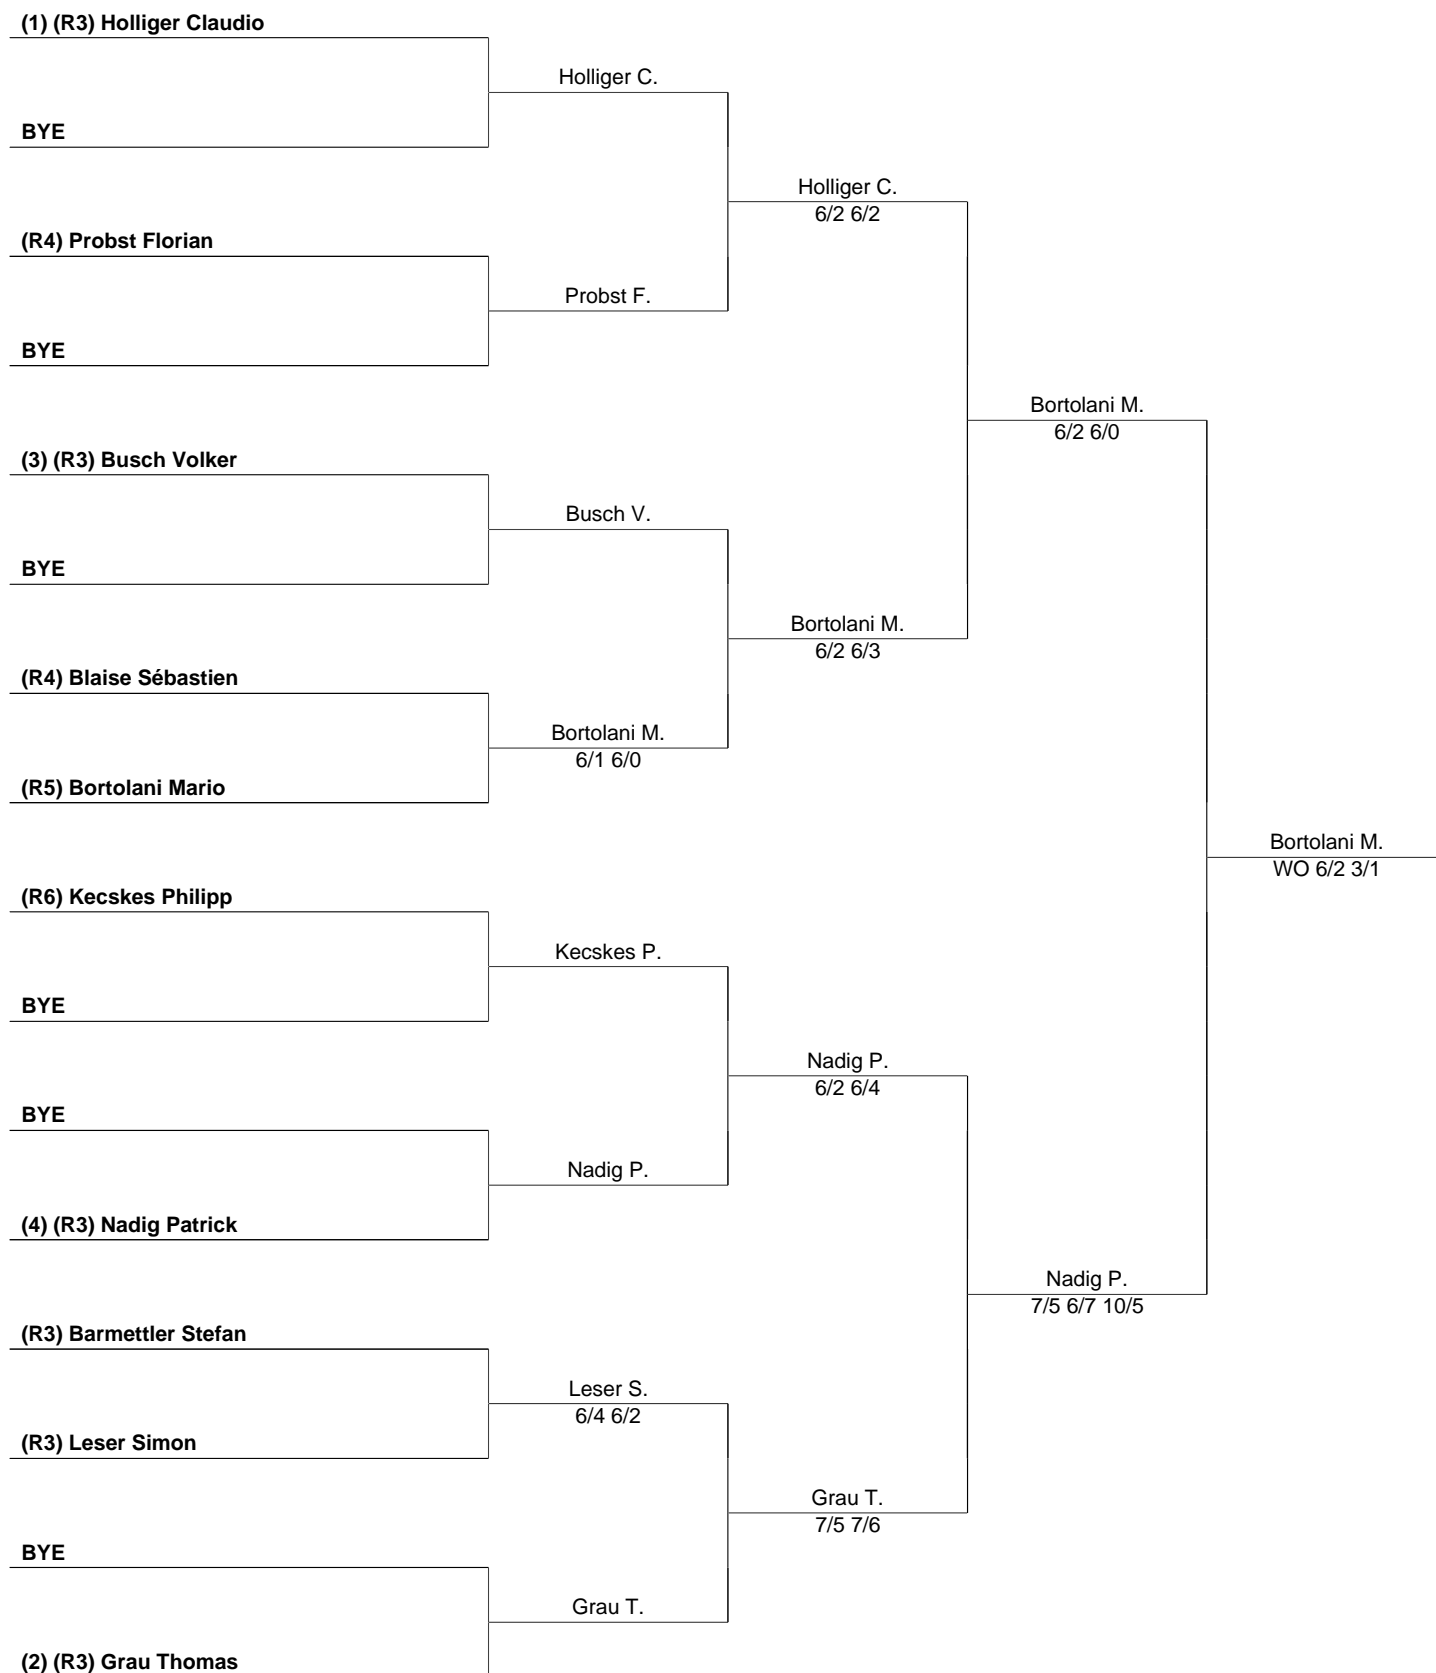 (1) (R3) Holliger Claudio
Holliger C.
BYE
Holliger C.
6/2 6/2
(R4) Probst Florian
Probst F.
BYE
Bortolani M.
6/2 6/0
(3) (R3) Busch Volker
Busch V.
BYE
Bortolani M.
6/2 6/3
(R4) Blaise Sébastien
Bortolani M.
6/1 6/0
(R5) Bortolani Mario
Bortolani M.
WO 6/2 3/1
(R6) Kecskes Philipp
Kecskes P.
BYE
Nadig P.
6/2 6/4
BYE
Nadig P.
(4) (R3) Nadig Patrick
Nadig P.
7/5 6/7 10/5
(R3) Barmettler Stefan
Leser S.
6/4 6/2
(R3) Leser Simon
Grau T.
7/5 7/6
BYE
Grau T.
(2) (R3) Grau Thomas